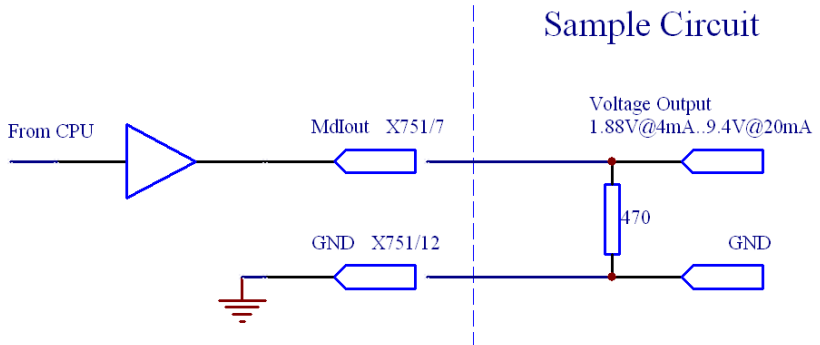 Sample Circuit
Voltage Output
1.88V@4mA..9.4V@20mA
From CPU
MdIout X751/7
470
GND X751/12
GND